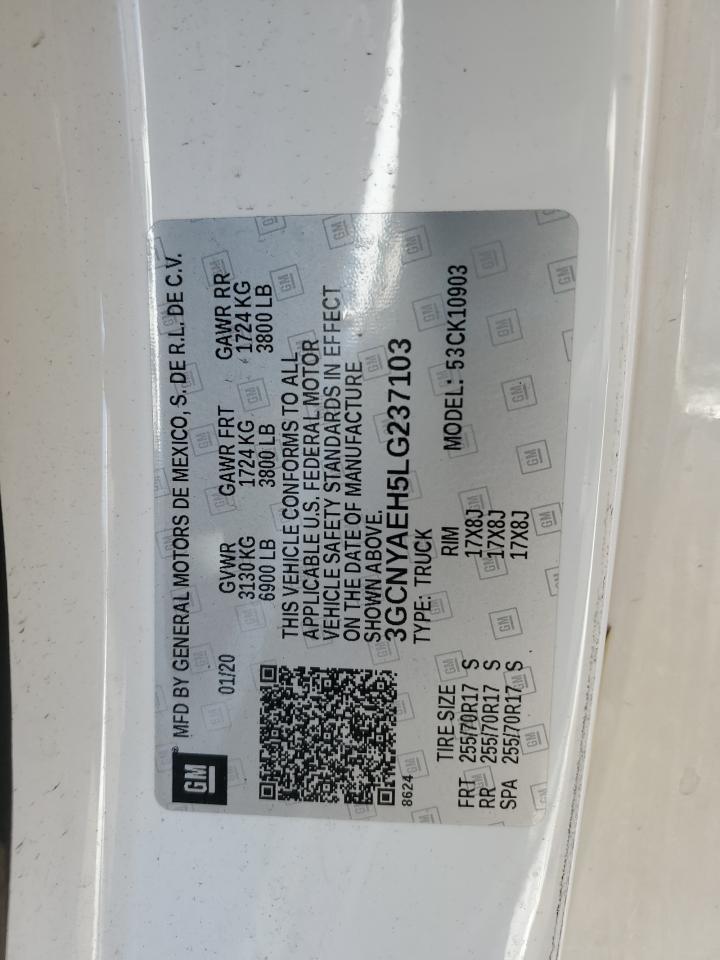 GM® MFD BY GENERAL MOTORS DE MEXICO, S. DE R.L. DE C.V.
01/20 GVWR GAWR FRT GAWR RR
3130 KG 1724 KG 1724 KG
6900 LB 3800 LB 3800 LB
THIS VEHICLE CONFORMS TO ALL
APPLICABLE U.S. FEDERAL MOTOR
VEHICLE SAFETY STANDARDS IN EFFECT
ON THE DATE OF MANUFACTURE
SHOWN ABOVE.
3GCNYAEH5LG237103
8624 TYPE: TRUCK
TIRE SIZE RIM MODEL: 53CK10903
FRT 255/70R17 S 17X8J
RR 255/70R17 S 17X8J
SPA 255/70R17 S 17X8J